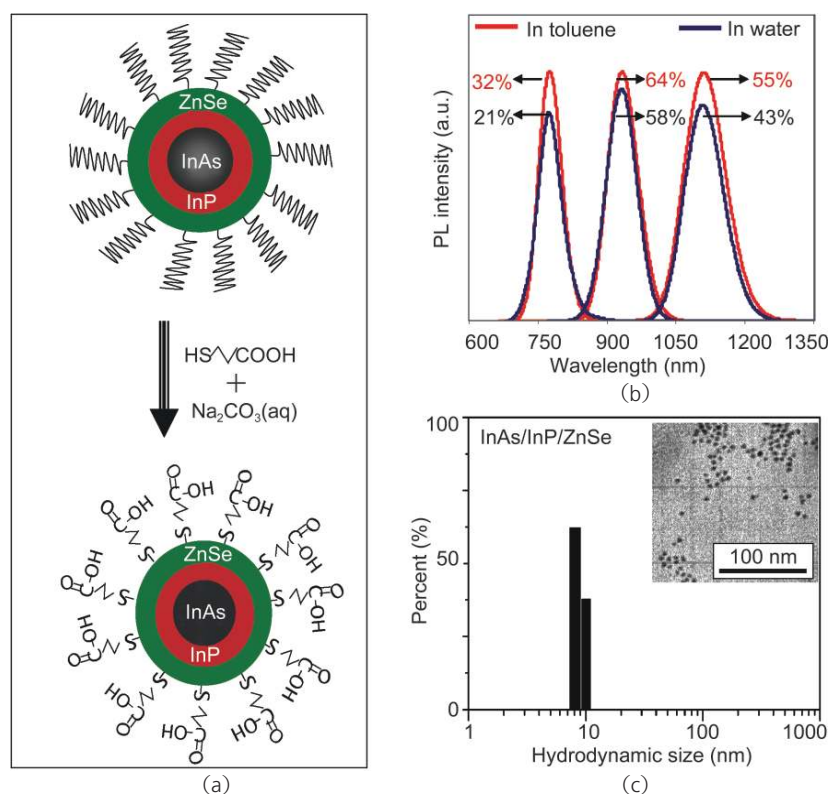 ZnSe
InAs
InP
HS COOH
+
Na₂CO₃(aq)
C
O
OH
S
ZnSe
InAs
InP
(a)
In toluene
In water
32%
64%
55%
21%
58%
43%
PL intensity (a.u.)
600 750 900 1050 1200 1350
Wavelength (nm)
(b)
100
50
0
Percent (%)
InAs/InP/ZnSe
100 nm
1 10 100 1000
Hydrodynamic size (nm)
(c)